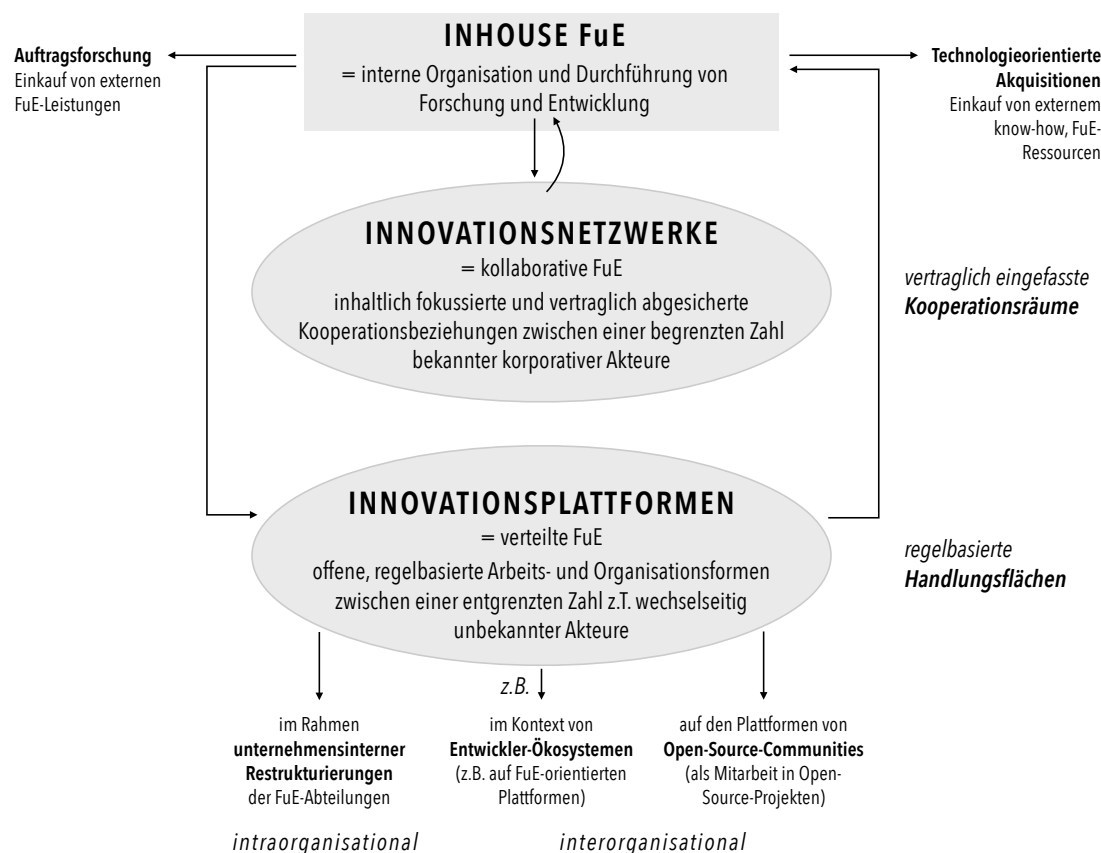 INHOUSE FuE
= interne Organisation und Durchführung von
Forschung und Entwicklung
Auftragsforschung
Einkauf von externen
FuE-Leistungen
Technologieorientierte
Akquisitionen
Einkauf von externem
know-how, FuE-
Ressourcen
INNOVATIONSNETZWERKE
= kollaborative FuE
inhaltlich fokussierte und vertraglich abgesicherte
Kooperationsbeziehungen zwischen einer begrenzten Zahl
bekannter korporativer Akteure
vertraglich eingefasste
Kooperationsräume
INNOVATIONSPLATTFORMEN
= verteilte FuE
offene, regelbasierte Arbeits- und Organisationsformen
zwischen einer entgrenzten Zahl z.T. wechselseitig
unbekannter Akteure
regelbasierte
Handlungsflächen
z.B.
im Rahmen
unternehmensinterner
Restrukturierungen
der FuE-Abteilungen
im Kontext von
Entwickler-Ökosystemen
(z.B. auf FuE-orientierten
Plattformen)
auf den Plattformen von
Open-Source-Communities
(als Mitarbeit in Open-
Source-Projekten)
intraorganisational
interorganisational